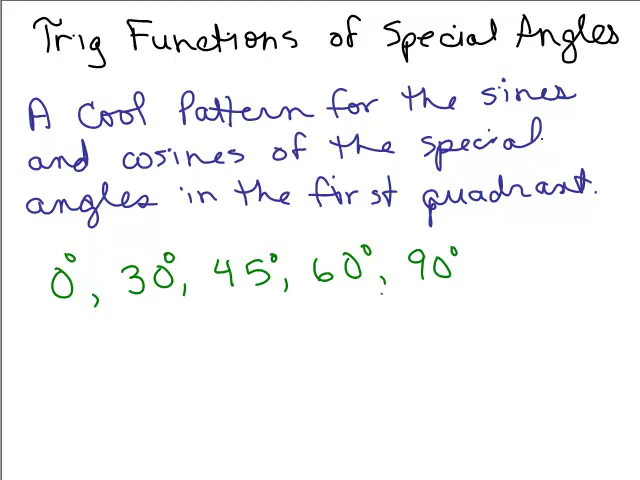 Trig Functions of Special Angles
A Cool Pattern for the sines
and cosines of the special
angles in the first quadrant.
0°, 30°, 45°, 60°, 90°